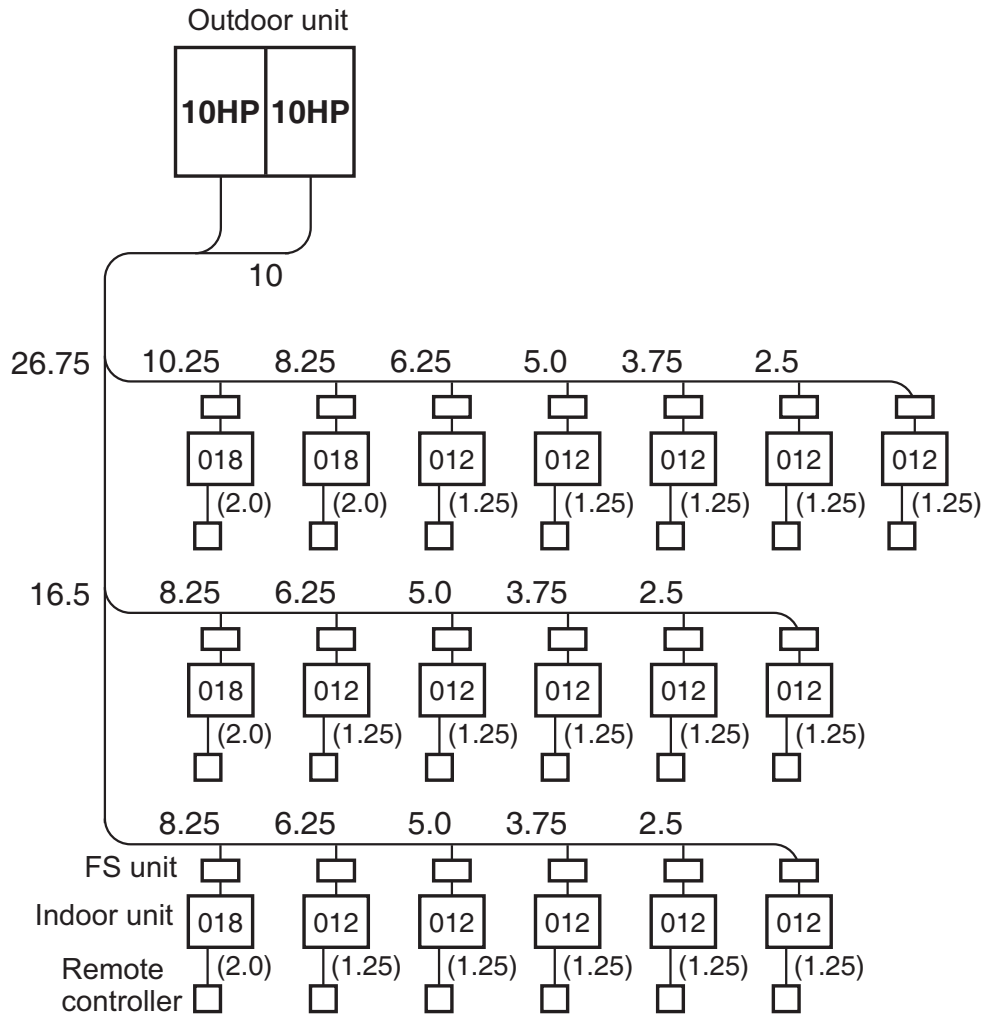 Outdoor unit
10HP 10HP
10
26.75 10.25 8.25 6.25 5.0 3.75 2.5
018 018 012 012 012 012 012
(2.0) (2.0) (1.25) (1.25) (1.25) (1.25) (1.25)
16.5 8.25 6.25 5.0 3.75 2.5
018 012 012 012 012 012
(2.0) (1.25) (1.25) (1.25) (1.25) (1.25)
8.25 6.25 5.0 3.75 2.5
FS unit
Indoor unit 018 012 012 012 012 012
(2.0) (1.25) (1.25) (1.25) (1.25) (1.25)
Remote
controller